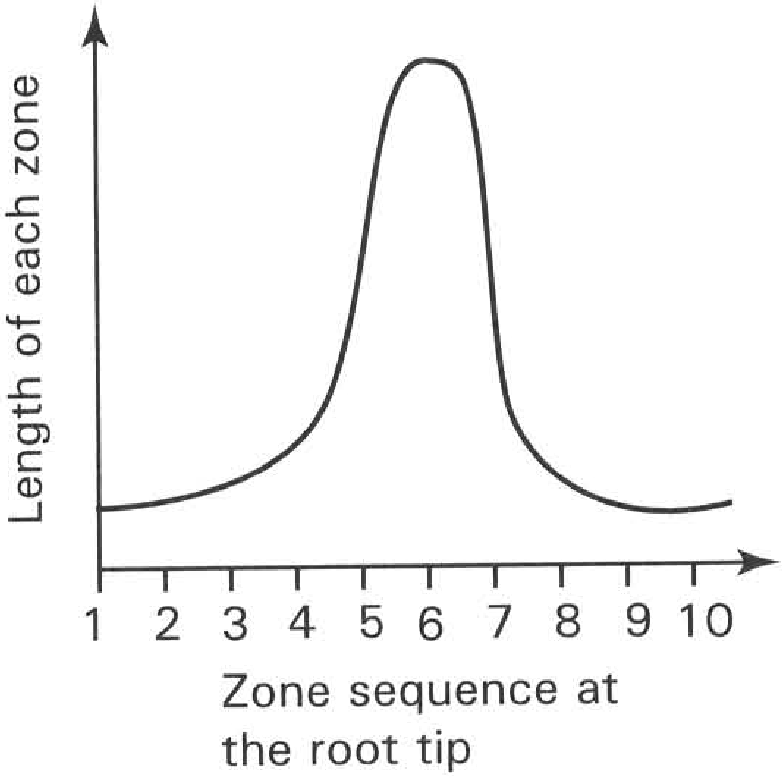 Length of each zone
1 2 3 4 5 6 7 8 9 10
Zone sequence at
the root tip